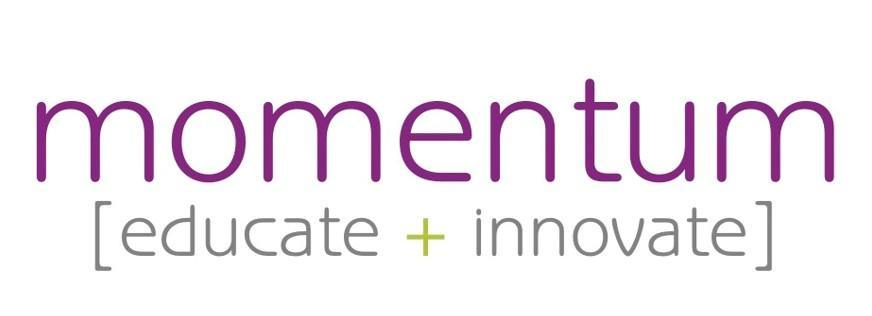 momentum
[educate + innovate]